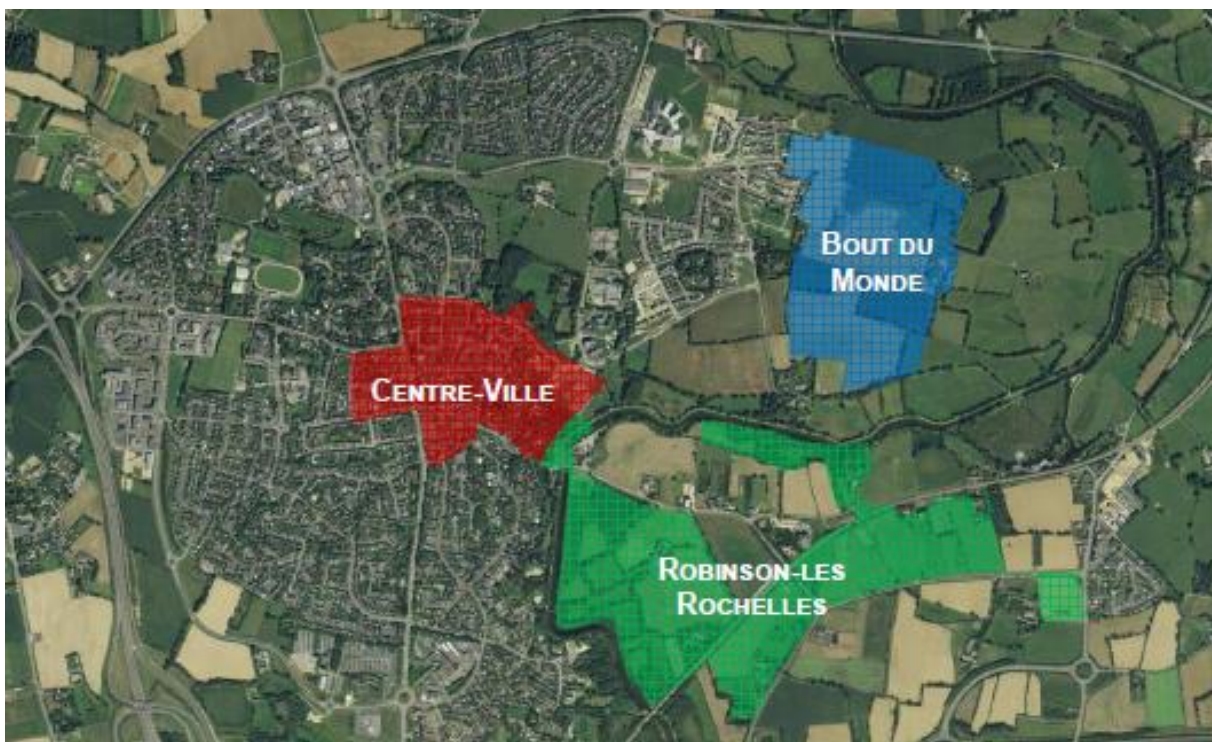 BOUT DU
MONDE
CENTRE-VILLE
ROBINSON-LES
ROCHELLES